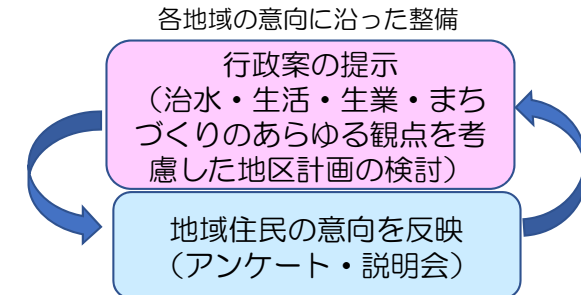 各地域の意向に沿った整備
行政案の提示
（治水・生活・生業・まち
づくりのあらゆる観点を考
慮した地区計画の検討）
地域住民の意向を反映
（アンケート・説明会）